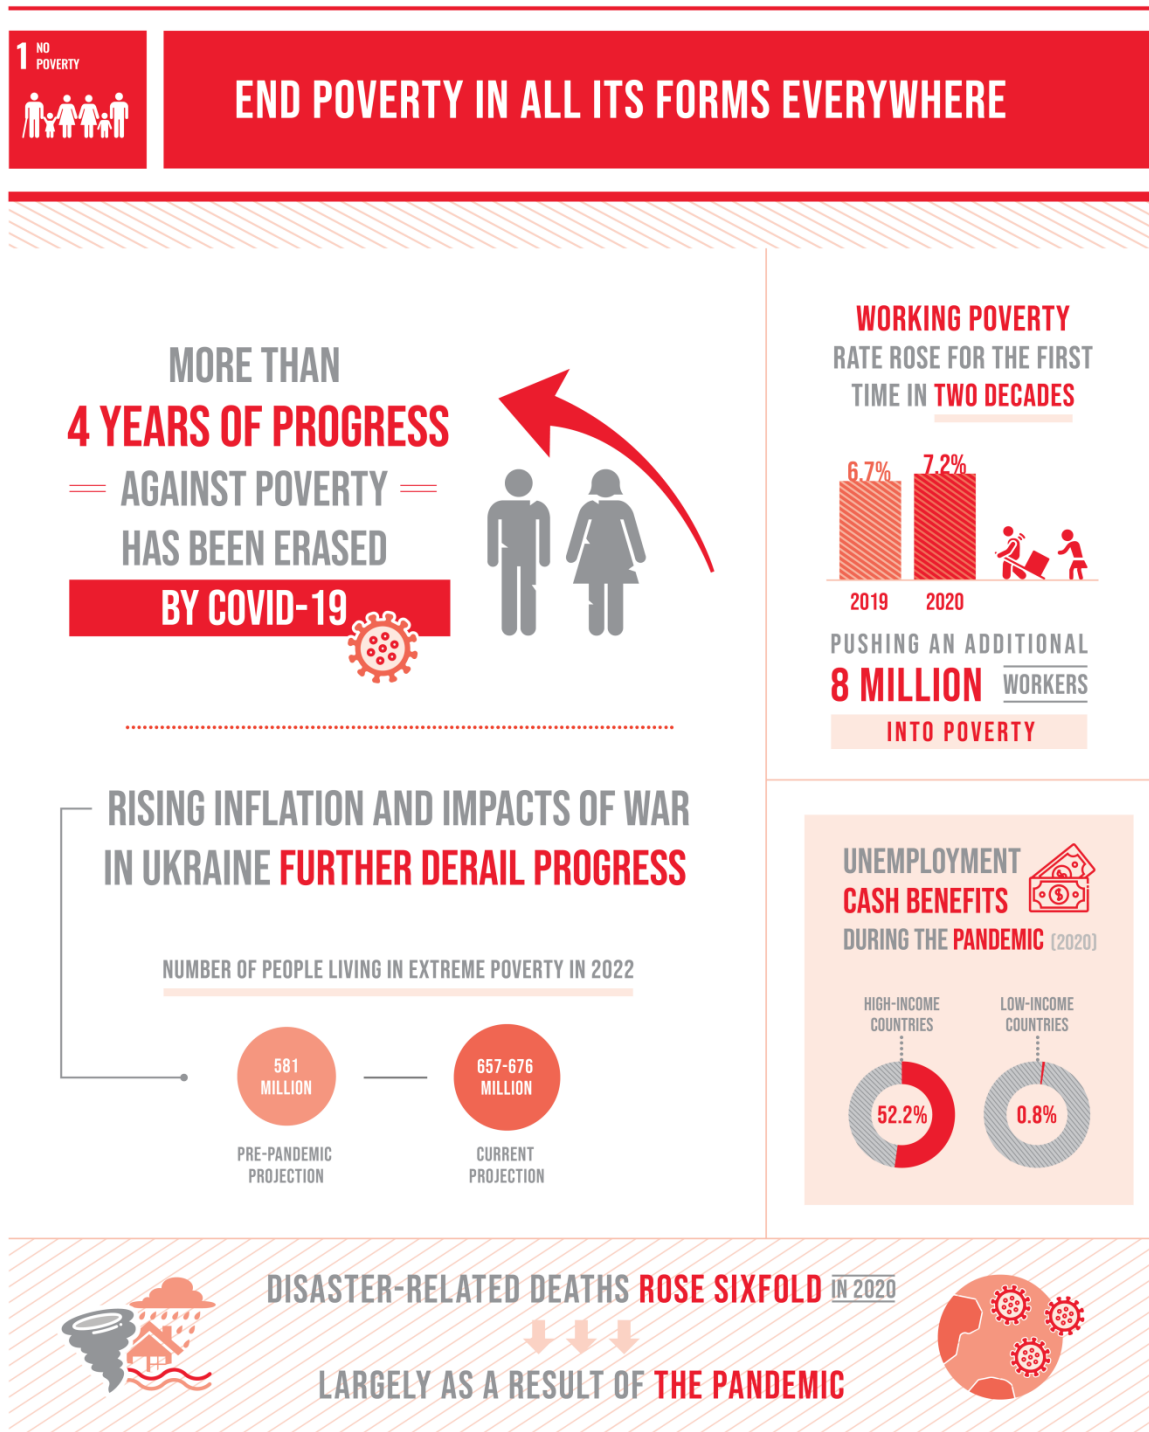 1 NO
POVERTY
END POVERTY IN ALL ITS FORMS EVERYWHERE
MORE THAN
4 YEARS OF PROGRESS
AGAINST POVERTY
HAS BEEN ERASED
BY COVID-19
RISING INFLATION AND IMPACTS OF WAR
IN UKRAINE FURTHER DERAIL PROGRESS
NUMBER OF PEOPLE LIVING IN EXTREME POVERTY IN 2022
581
MILLION
657-676
MILLION
PRE-PANDEMIC
PROJECTION
CURRENT
PROJECTION
WORKING POVERTY
RATE ROSE FOR THE FIRST
TIME IN TWO DECADES
6.7% 7.2%
2019 2020
PUSHING AN ADDITIONAL
8 MILLION WORKERS
INTO POVERTY
UNEMPLOYMENT
CASH BENEFITS
DURING THE PANDEMIC (2020)
HIGH-INCOME
COUNTRIES
LOW-INCOME
COUNTRIES
52.2% 0.8%
DISASTER-RELATED DEATHS ROSE SIXFOLD IN 2020
LARGELY AS A RESULT OF THE PANDEMIC